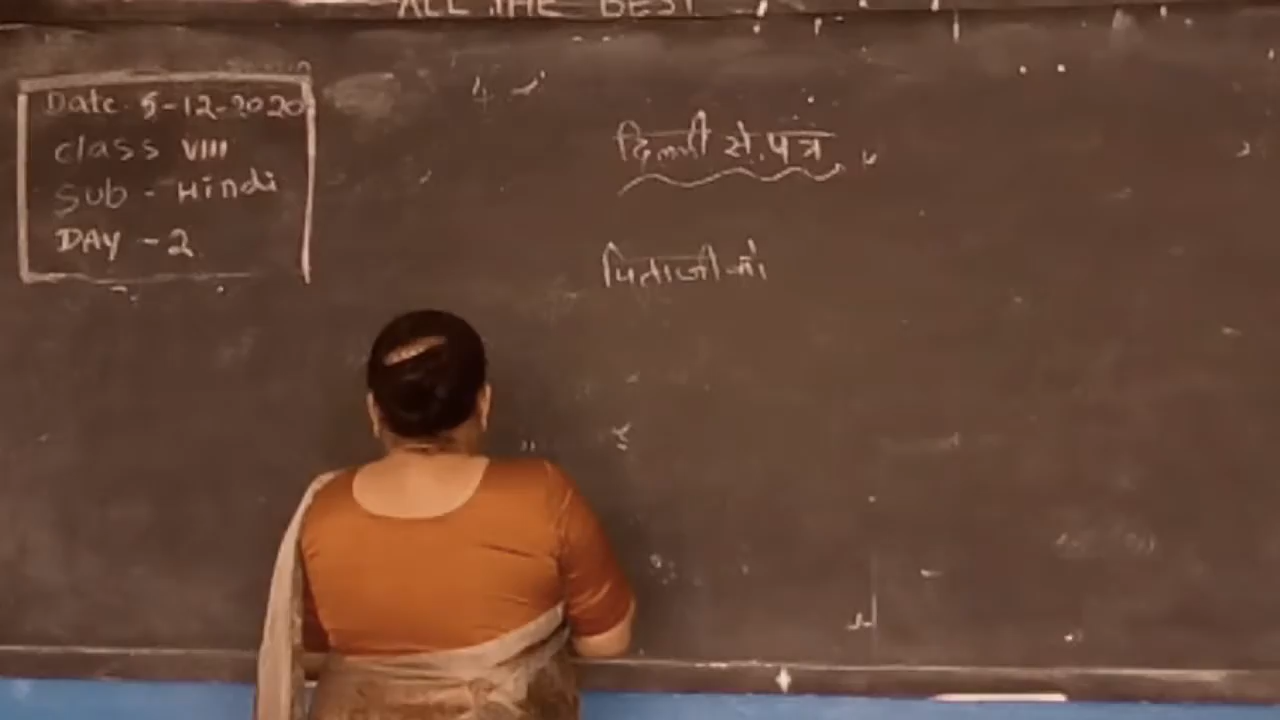 ALL THE BEST
Date 5-12-2020
Class VIII
Sub - Hindi
DAY - 2
दिल्ली से पत्र
पिताजी